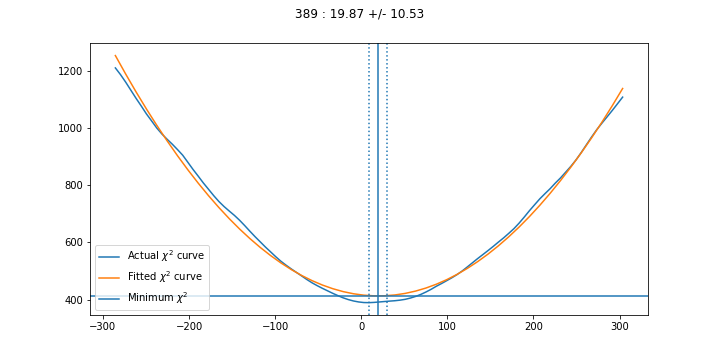 389 : 19.87 +/- 10.53
1200
1000
800
600
400
Actual χ² curve
Fitted χ² curve
Minimum χ²
−300 −200 −100 0 100 200 300